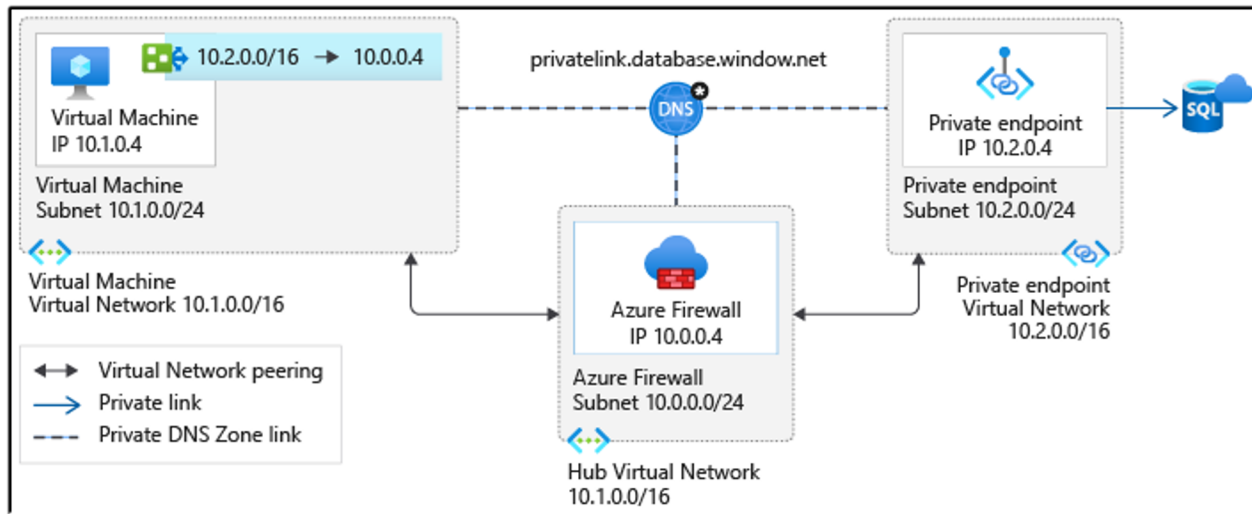 10.2.0.0/16 → 10.0.0.4
Virtual Machine
IP 10.1.0.4
Virtual Machine
Subnet 10.1.0.0/24
Virtual Machine
Virtual Network 10.1.0.0/16
privatelink.database.window.net
DNS
Private endpoint
IP 10.2.0.4
Private endpoint
Subnet 10.2.0.0/24
SQL
Private endpoint
Virtual Network
10.2.0.0/16
Azure Firewall
IP 10.0.0.4
Azure Firewall
Subnet 10.0.0.0/24
Hub Virtual Network
10.1.0.0/16
Virtual Network peering
Private link
Private DNS Zone link